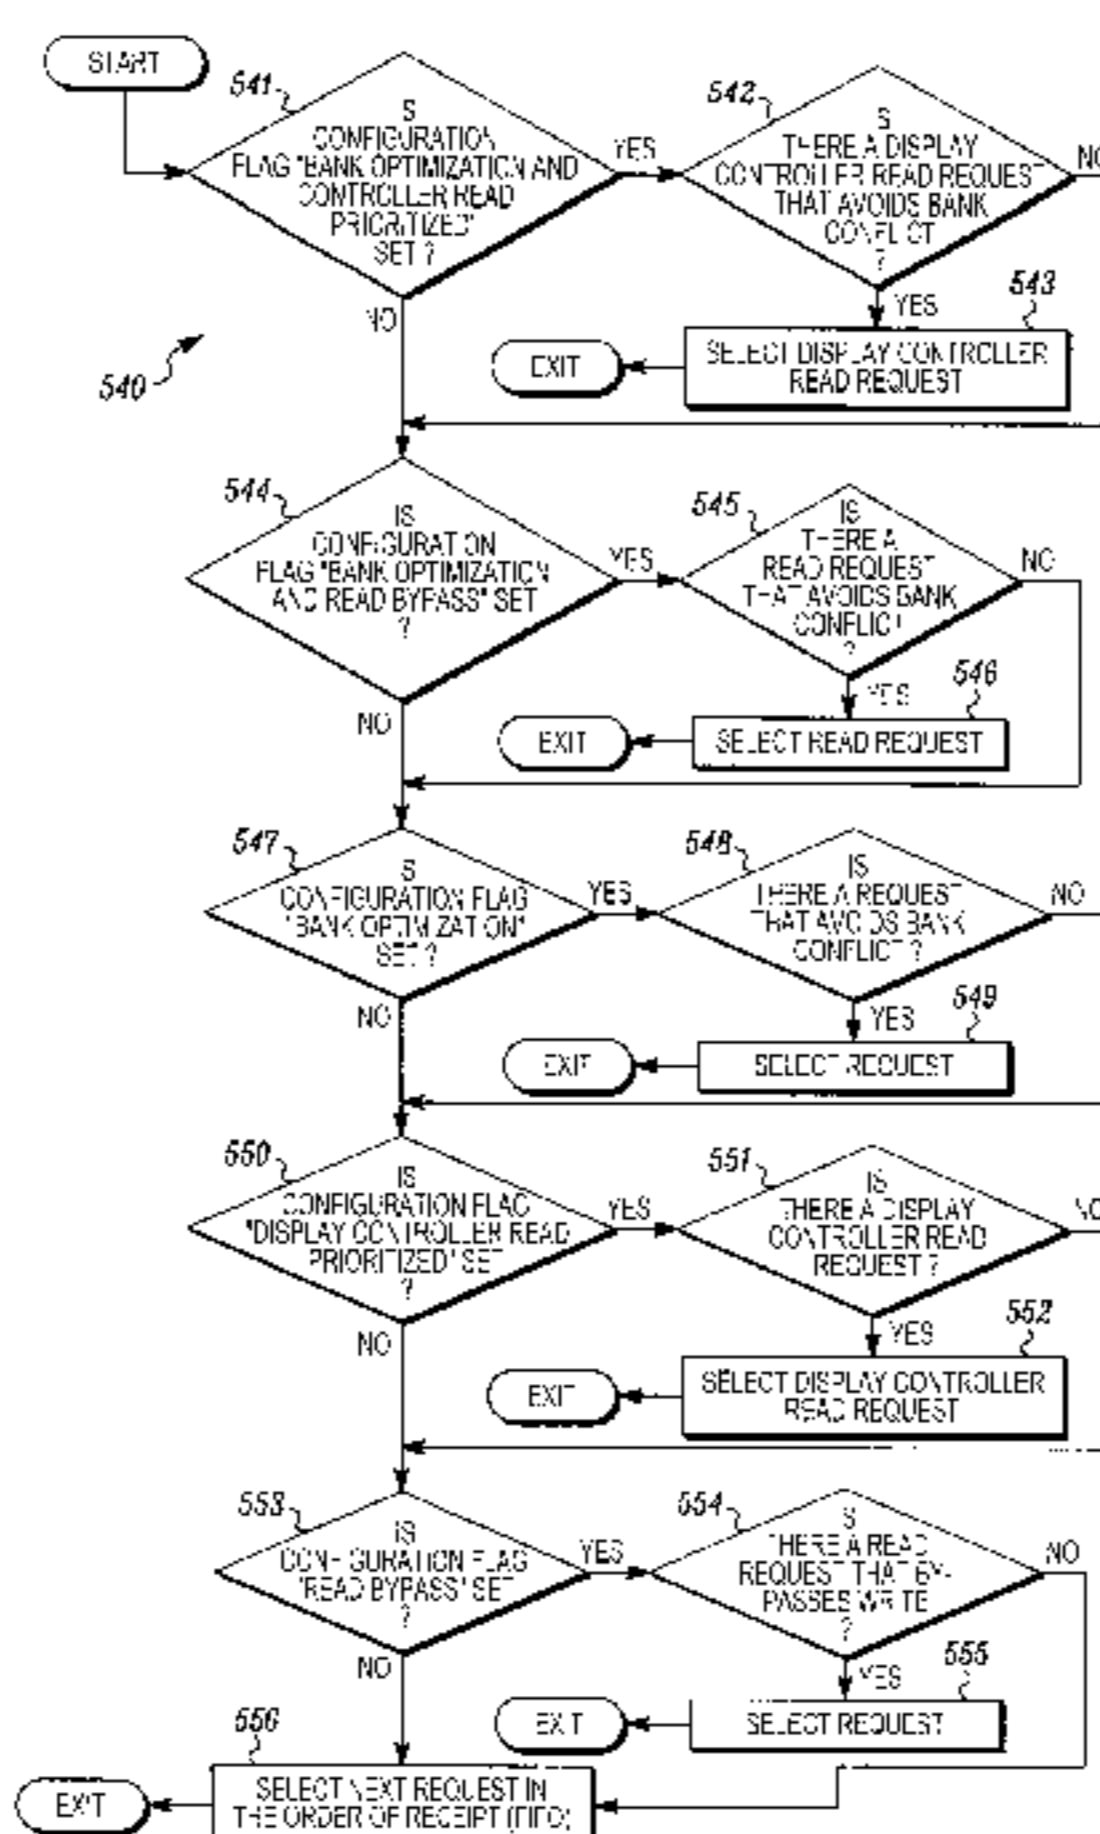 START
541
IS
CONFIGURATION
FLAG "BANK OPTIMIZATION AND
CONTROLLER READ
PRIORITIZED"
SET ?
YES
NO
542
IS
THERE A DISPLAY
CONTROLLER READ REQUEST
THAT AVOIDS BANK
CONFLICT
?
NO
YES
543
SELECT DISPLAY CONTROLLER
READ REQUEST
EXIT
540
544
IS
CONFIGURATION
FLAG "BANK OPTIMIZATION
AND READ BYPASS" SET
?
YES
NO
545
IS
THERE A
READ REQUEST
THAT AVOIDS BANK
CONFLICT
?
NO
YES
546
SELECT READ REQUEST
EXIT
547
IS
CONFIGURATION FLAG
"BANK OPTIMIZATION"
SET ?
YES
NO
548
IS
THERE A REQUEST
THAT AVOIDS BANK
CONFLICT ?
NO
YES
549
SELECT REQUEST
EXIT
550
IS
CONFIGURATION FLAG
"DISPLAY CONTROLLER READ
PRIORITIZED" SET
?
YES
NO
551
IS
THERE A DISPLAY
CONTROLLER READ
REQUEST ?
NO
YES
552
SELECT DISPLAY CONTROLLER
READ REQUEST
EXIT
553
IS
CONFIGURATION FLAG
"READ BYPASS" SET
?
YES
NO
554
IS
THERE A READ
REQUEST THAT BY-
PASSES WRITE
?
NO
YES
555
SELECT REQUEST
EXIT
556
SELECT NEXT REQUEST IN
THE ORDER OF RECEIPT (FIFO)
EXIT